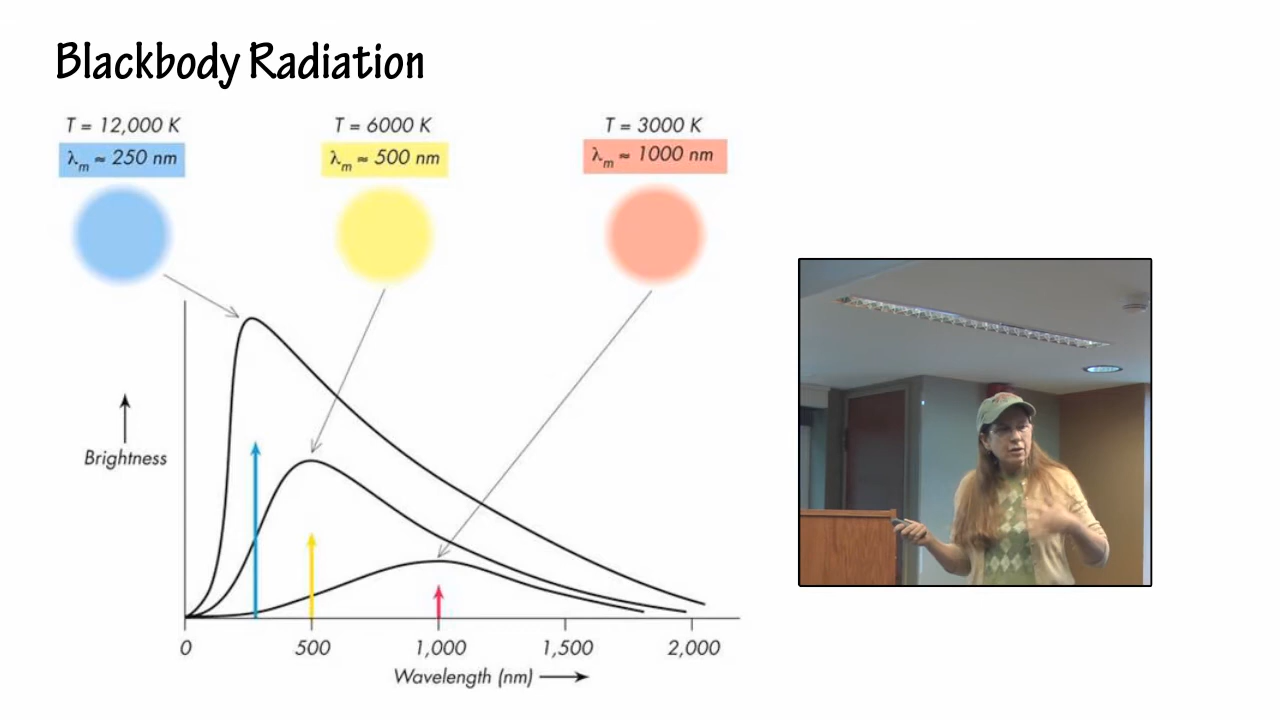 Blackbody Radiation
T = 12,000 K
λm ≈ 250 nm
T = 6000 K
λm ≈ 500 nm
T = 3000 K
λm ≈ 1000 nm
Brightness
0
500
1,000
1,500
2,000
Wavelength (nm)